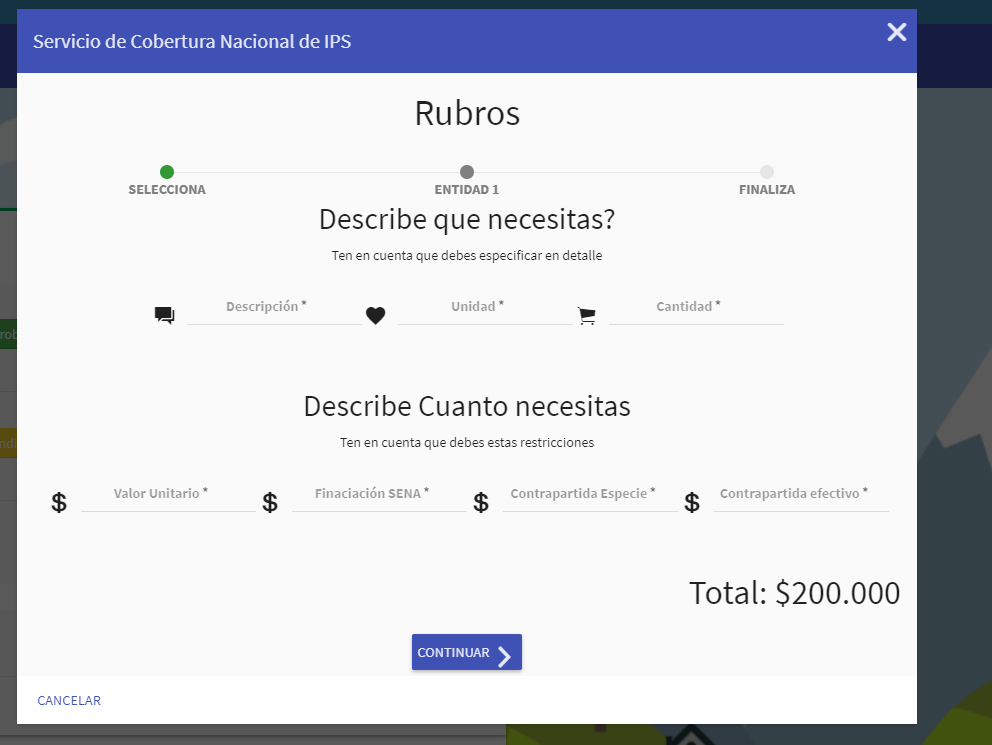 Servicio de Cobertura Nacional de IPS
Rubros
SELECCIONA ENTIDAD 1 FINALIZA
Describe que necesitas?
Ten en cuenta que debes especificar en detalle
Descripción * Unidad * Cantidad *
Describe Cuanto necesitas
Ten en cuenta que debes estas restricciones
$ Valor Unitario * $ Finaciación SENA * $ Contrapartida Especie * $ Contrapartida efectivo *
Total: $200.000
CONTINUAR
CANCELAR